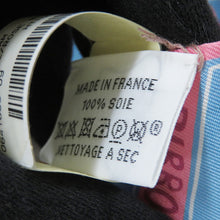 MADE IN FRANCE
100% SOIE
NETTOYAGE A SEC